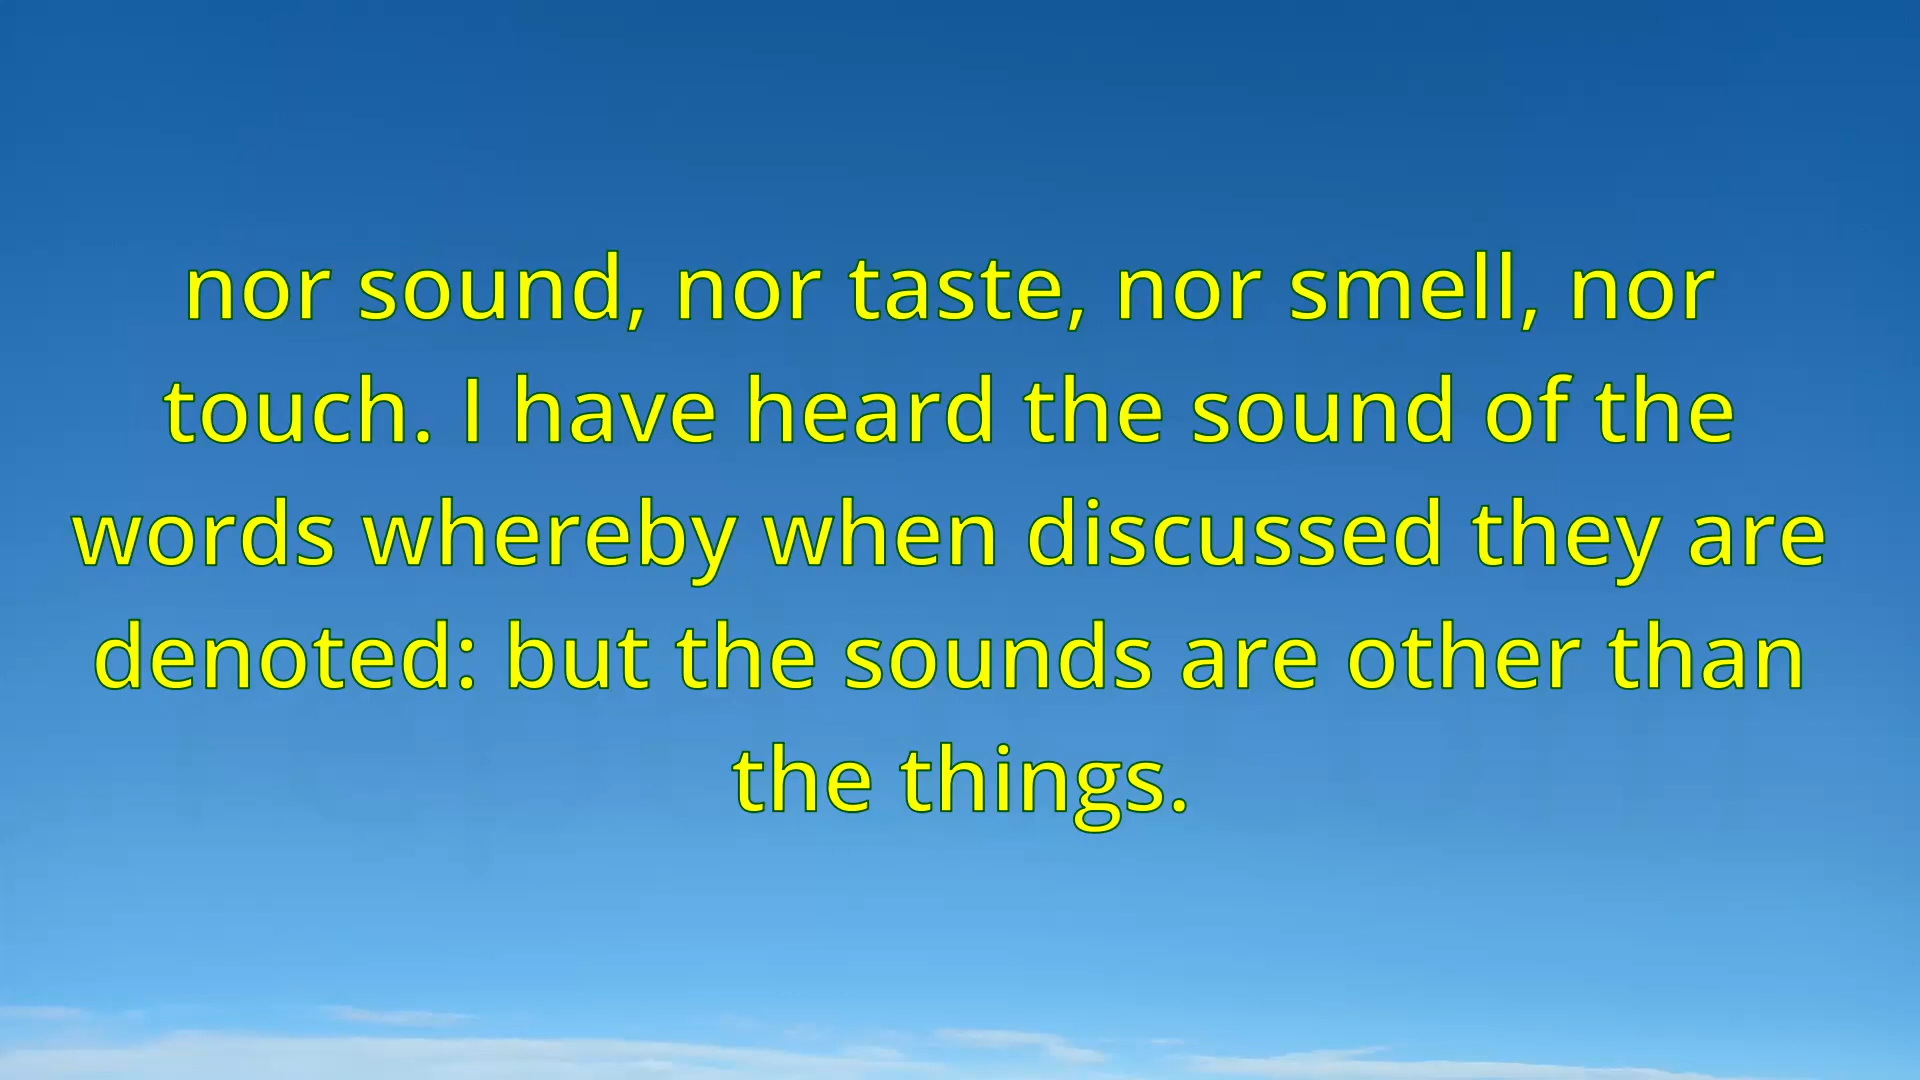 nor sound, nor taste, nor smell, nor
touch. I have heard the sound of the
words whereby when discussed they are
denoted: but the sounds are other than
the things.